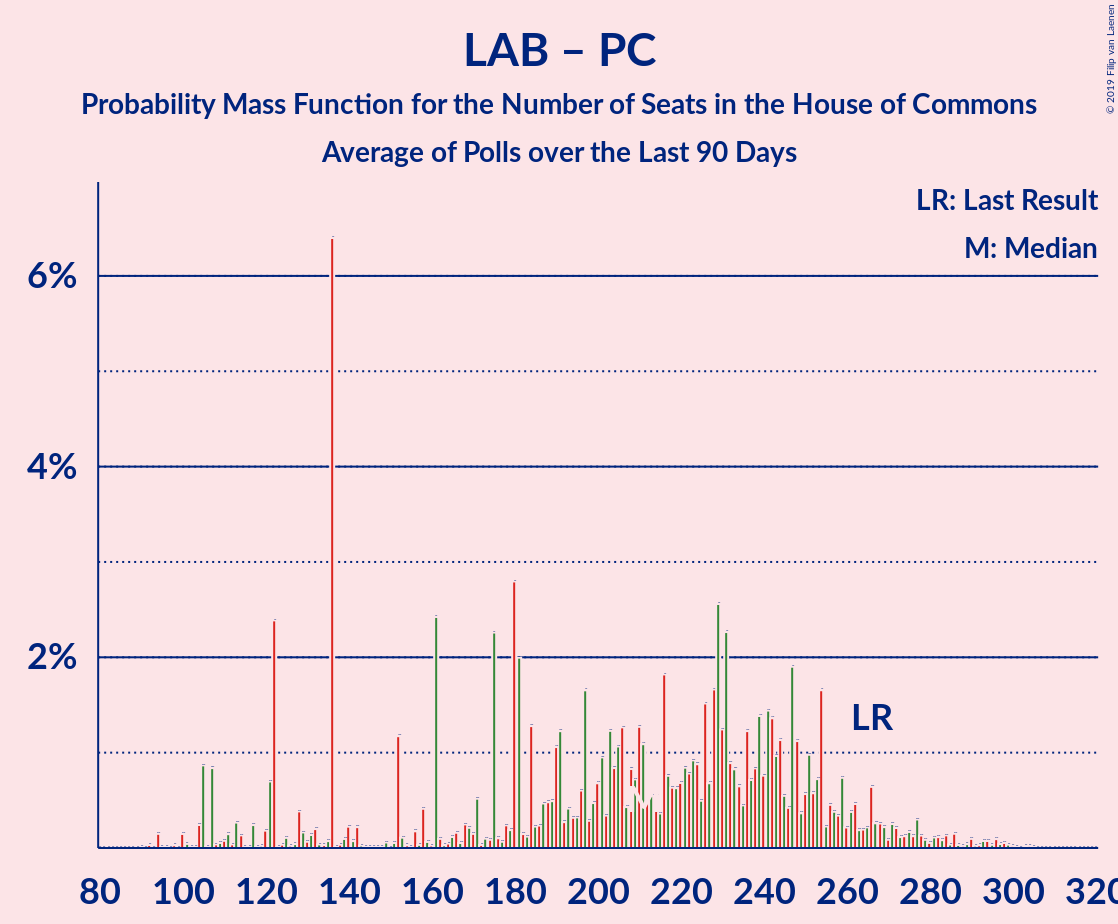 LAB – PC
Probability Mass Function for the Number of Seats in the House of Commons
Average of Polls over the Last 90 Days
© 2019 Filip van Laenen
LR: Last Result
M: Median
6%
4%
2%
LR
80 100 120 140 160 180 200 220 240 260 280 300 320